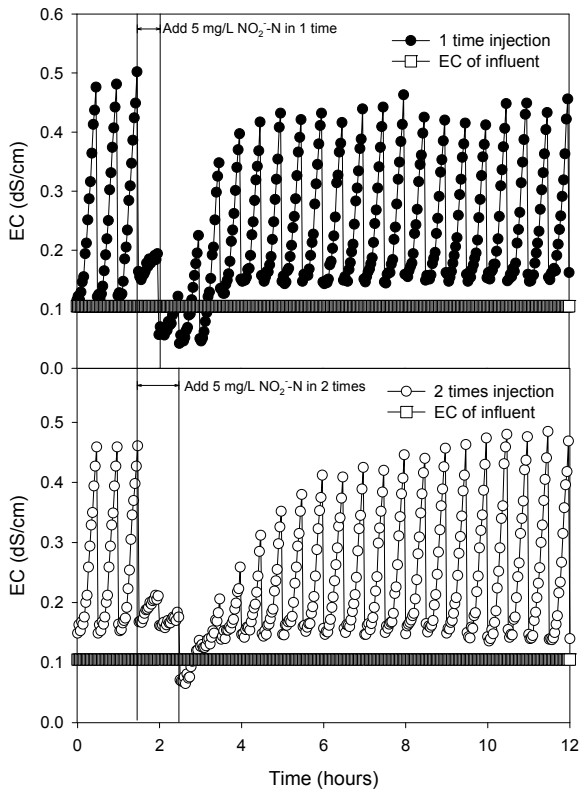 0.6
Add 5 mg/L NO₂⁻-N in 1 time
1 time injection
EC of influent
0.5
0.4
0.3
0.2
0.1
0.0
EC (dS/cm)
Add 5 mg/L NO₂⁻-N in 2 times
2 times injection
EC of influent
0.5
0.4
0.3
0.2
0.1
0.0
EC (dS/cm)
0 2 4 6 8 10 12
Time (hours)